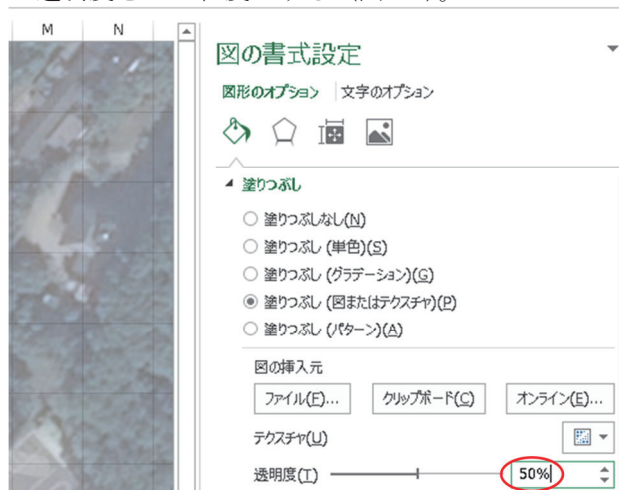 M N
図の書式設定
図形のオプション 文字のオプション
塗りつぶし
塗りつぶしなし(N)
塗りつぶし (単色)(S)
塗りつぶし (グラデーション)(G)
塗りつぶし (図またはテクスチャ)(P)
塗りつぶし (パターン)(A)
図の挿入元
ファイル(F)... クリップボード(C) オンライン(E)...
テクスチャ(U)
透明度(T) 50%